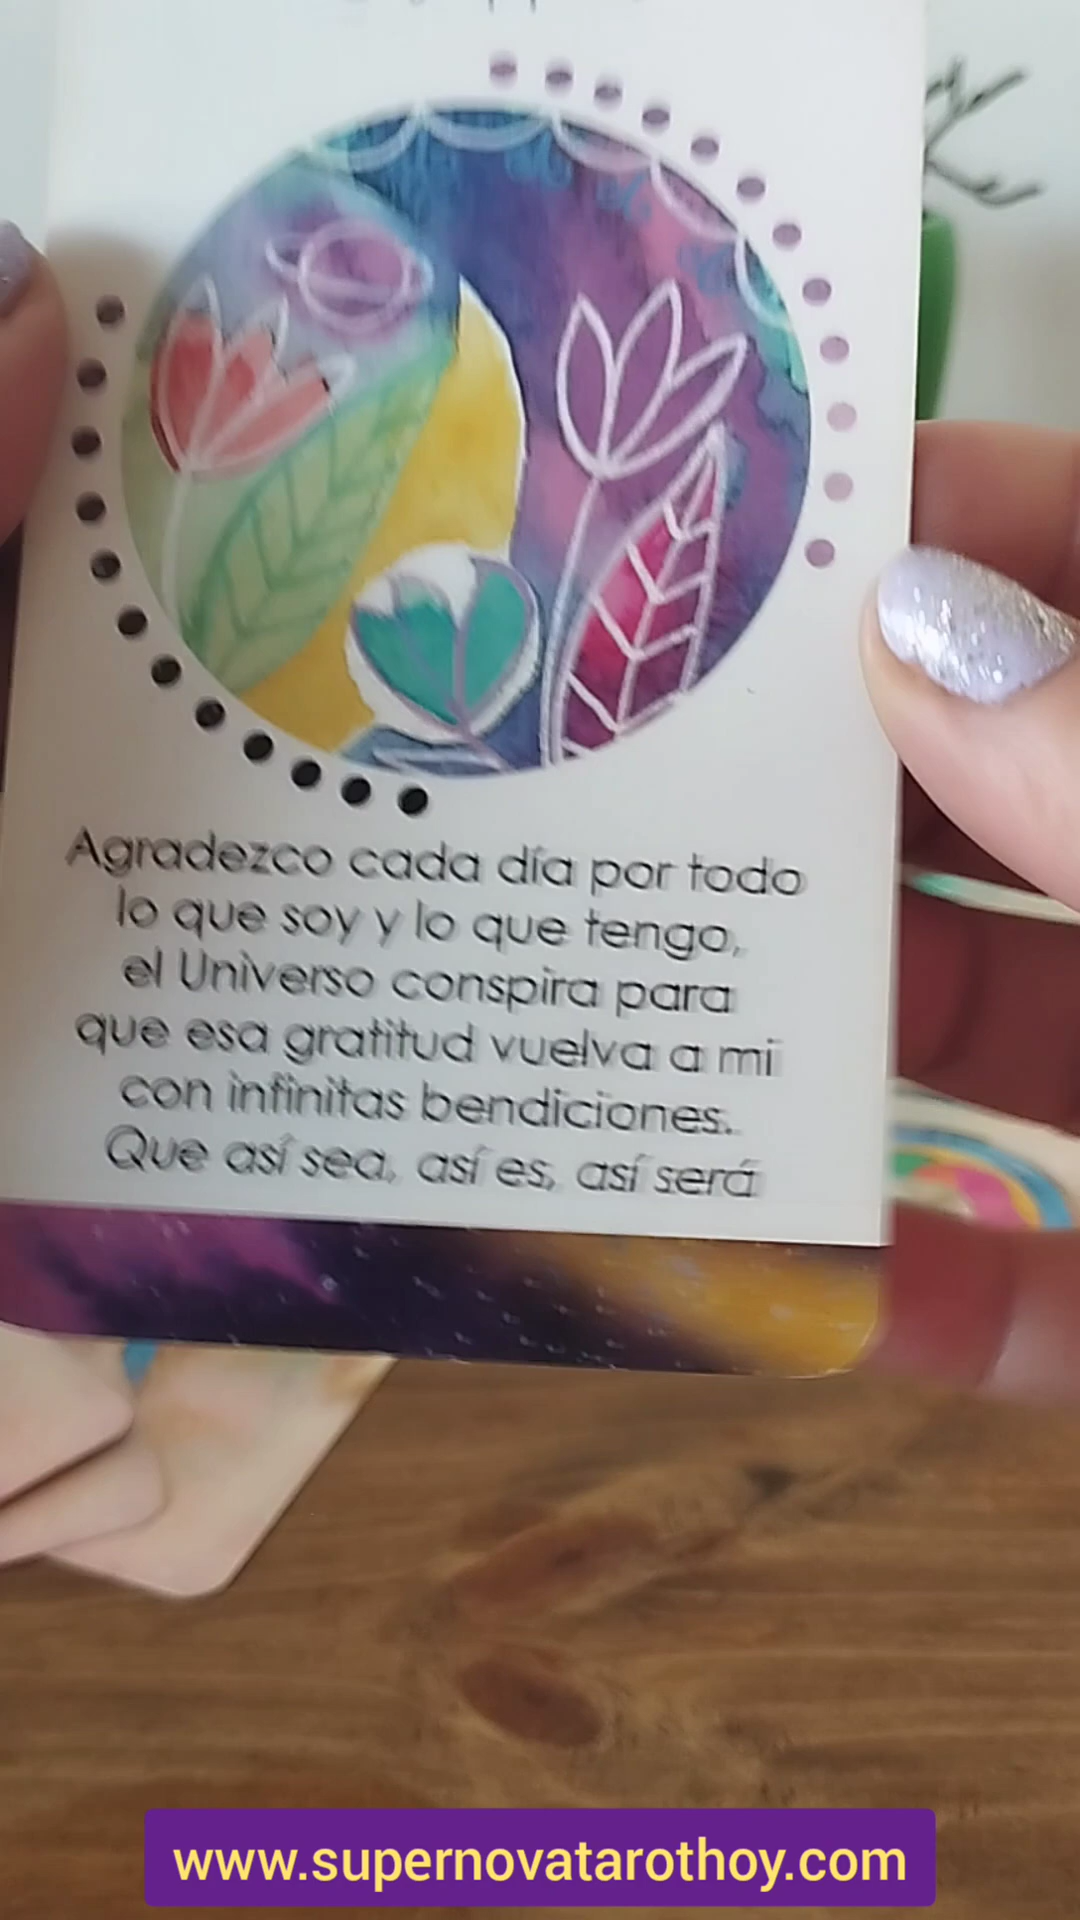 Agradezco cada día por todo
lo que soy y lo que tengo,
el Universo conspira para
que esa gratitud vuelva a mi
con infinitas bendiciones.
Que así sea, así es, así será
www.supernovatarothoy.com